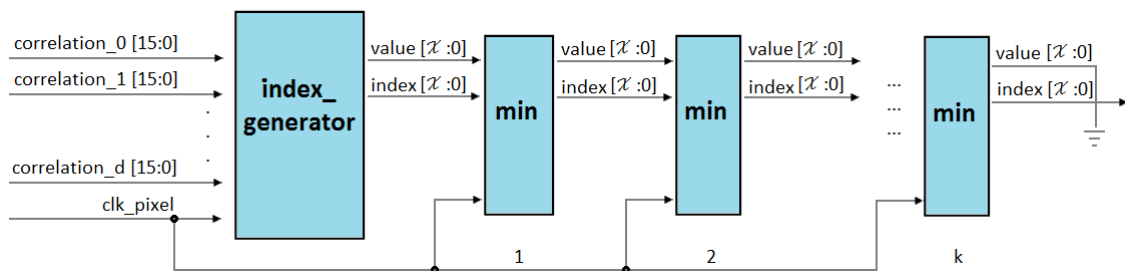 correlation_0 [15:0]
correlation_1 [15:0]
.
.
.
correlation_d [15:0]
clk_pixel
index_
generator
value [𝒳 :0]
index [𝒳 :0]
min
value [𝒳 :0]
index [𝒳 :0]
min
value [𝒳 :0]
index [𝒳 :0]
...
...
min
value [𝒳 :0]
index [𝒳 :0]
1
2
k